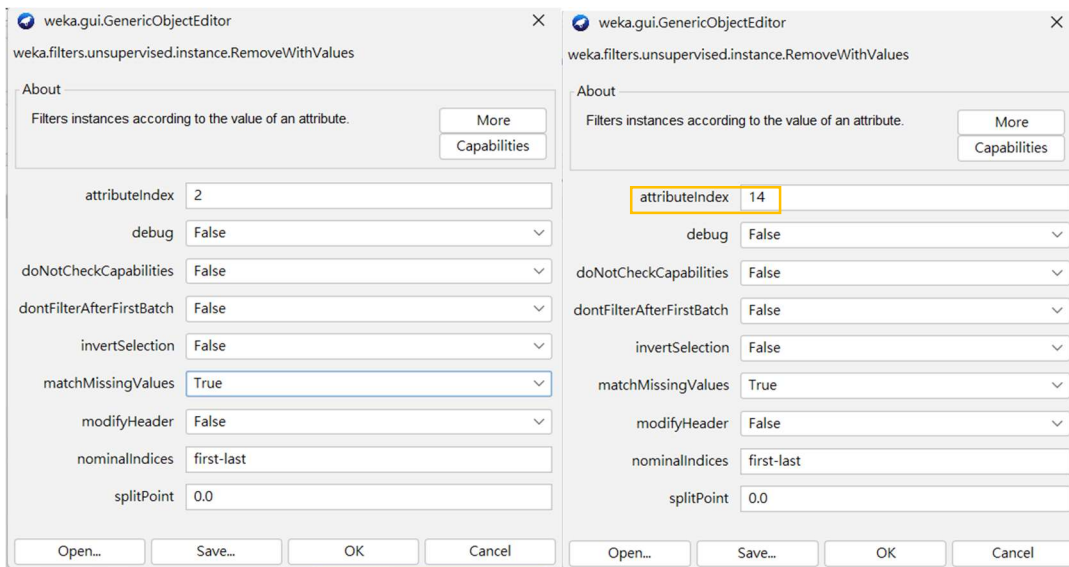 weka.gui.GenericObjectEditor
weka.filters.unsupervised.instance.RemoveWithValues
About
Filters instances according to the value of an attribute.
More
Capabilities
attributeIndex 2
debug False
doNotCheckCapabilities False
dontFilterAfterFirstBatch False
invertSelection False
matchMissingValues True
modifyHeader False
nominalIndices first-last
splitPoint 0.0
Open... Save... OK Cancel
weka.gui.GenericObjectEditor
weka.filters.unsupervised.instance.RemoveWithValues
About
Filters instances according to the value of an attribute.
More
Capabilities
attributeIndex 14
debug False
doNotCheckCapabilities False
dontFilterAfterFirstBatch False
invertSelection False
matchMissingValues True
modifyHeader False
nominalIndices first-last
splitPoint 0.0
Open... Save... OK Cancel